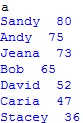 a
Sandy 80
Andy 75
Jeana 73
Bob 65
David 52
Caria 47
Stacey 36